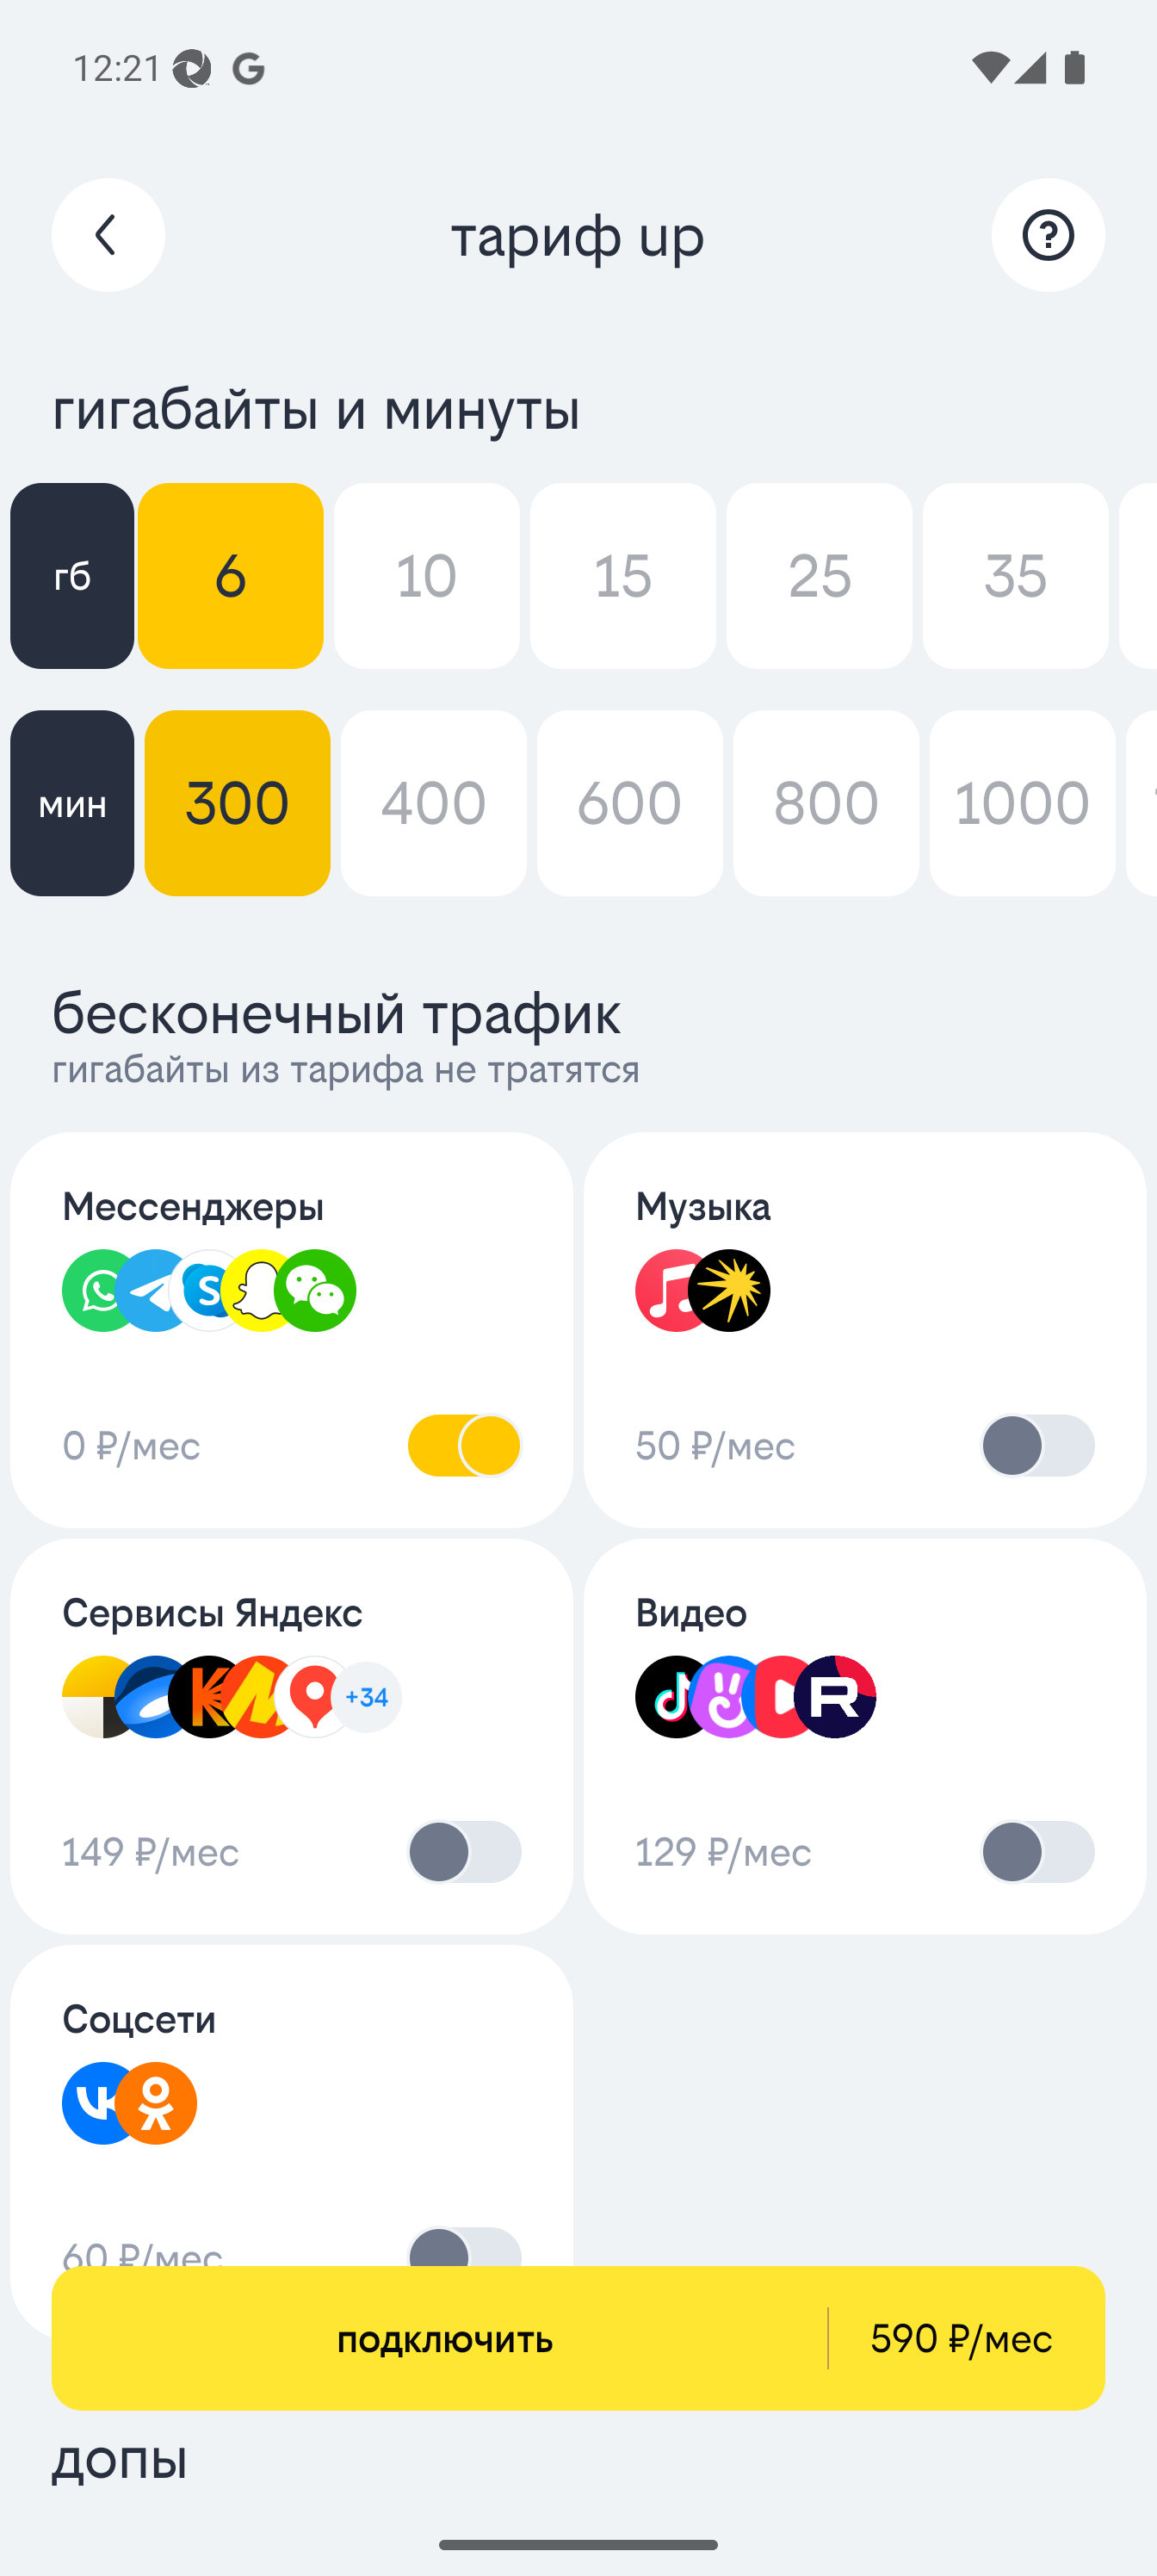 12:21
тариф up
гигабайты и минуты
гб 6 10 15 25 35
мин 300 400 600 800 1000
бесконечный трафик
гигабайты из тарифа не тратятся
Мессенджеры
0 ₽/мес
Музыка
50 ₽/мес
Сервисы Яндекс
+34
149 ₽/мес
Видео
129 ₽/мес
Соцсети
60 ₽/мес
подключить 590 ₽/мес
допы